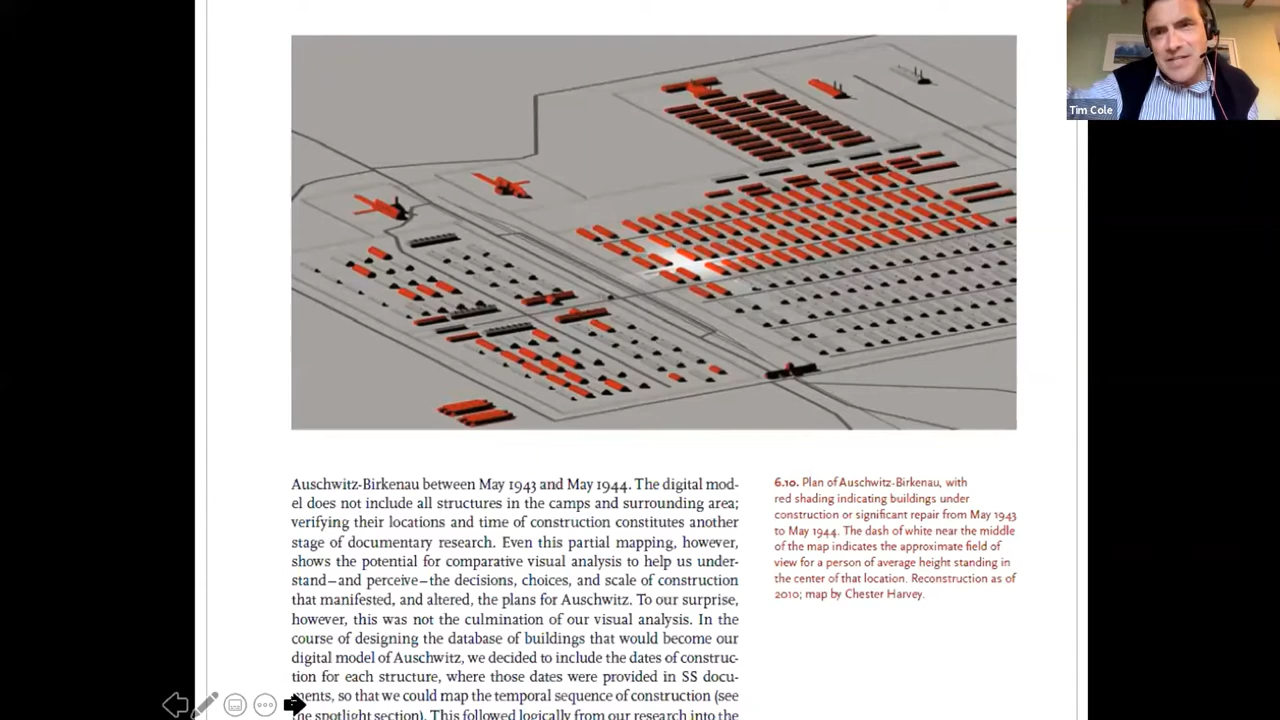 Tim Cole
Auschwitz-Birkenau between May 1943 and May 1944. The digital mod-
el does not include all structures in the camps and surrounding area;
verifying their locations and time of construction constitutes another
stage of documentary research. Even this partial mapping, however,
shows the potential for comparative visual analysis to help us under-
stand—and perceive—the decisions, choices, and scale of construction
that manifested, and altered, the plans for Auschwitz. To our surprise,
however, this was not the culmination of our visual analysis. In the
course of designing the database of buildings that would become our
digital model of Auschwitz, we decided to include the dates of construc-
tion for each structure, where those dates were provided in SS docu-
ments, so that we could map the temporal sequence of construction (see
the spotlight section). This followed logically from our research into the
6.10. Plan of Auschwitz-Birkenau, with
red shading indicating buildings under
construction or significant repair from May 1943
to May 1944. The dash of white near the middle
of the map indicates the approximate field of
view for a person of average height standing in
the center of that location. Reconstruction as of
2010; map by Chester Harvey.